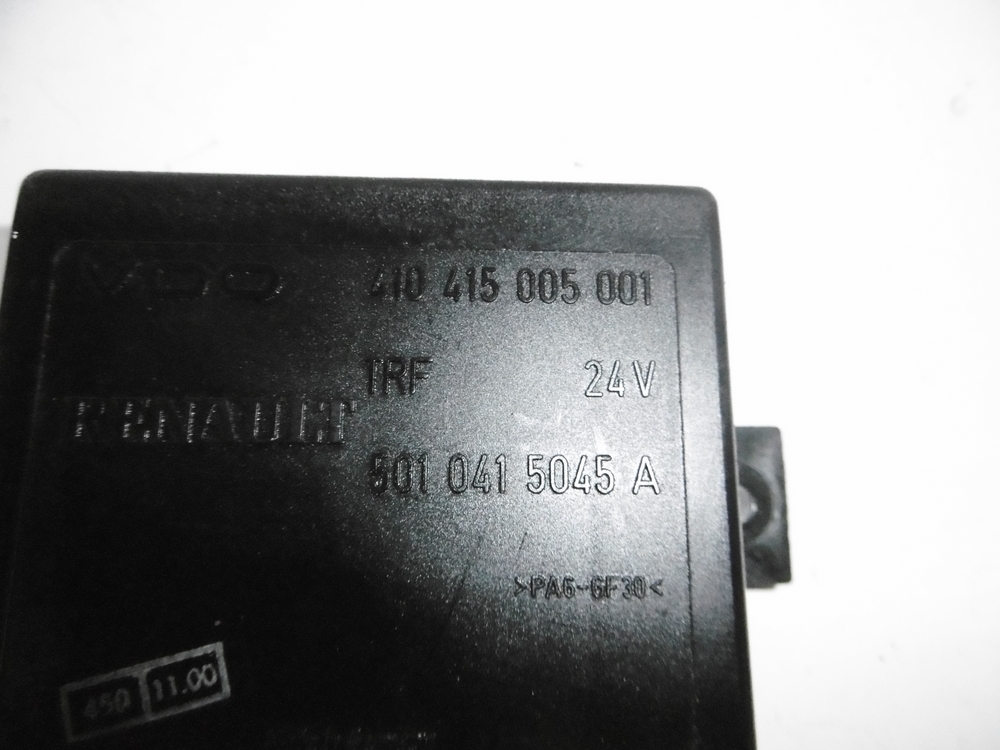 VDO 410 415 005 001
TRF 24V
RENAULT
501 041 5045 A
>PA6-GF30<
450 11.00